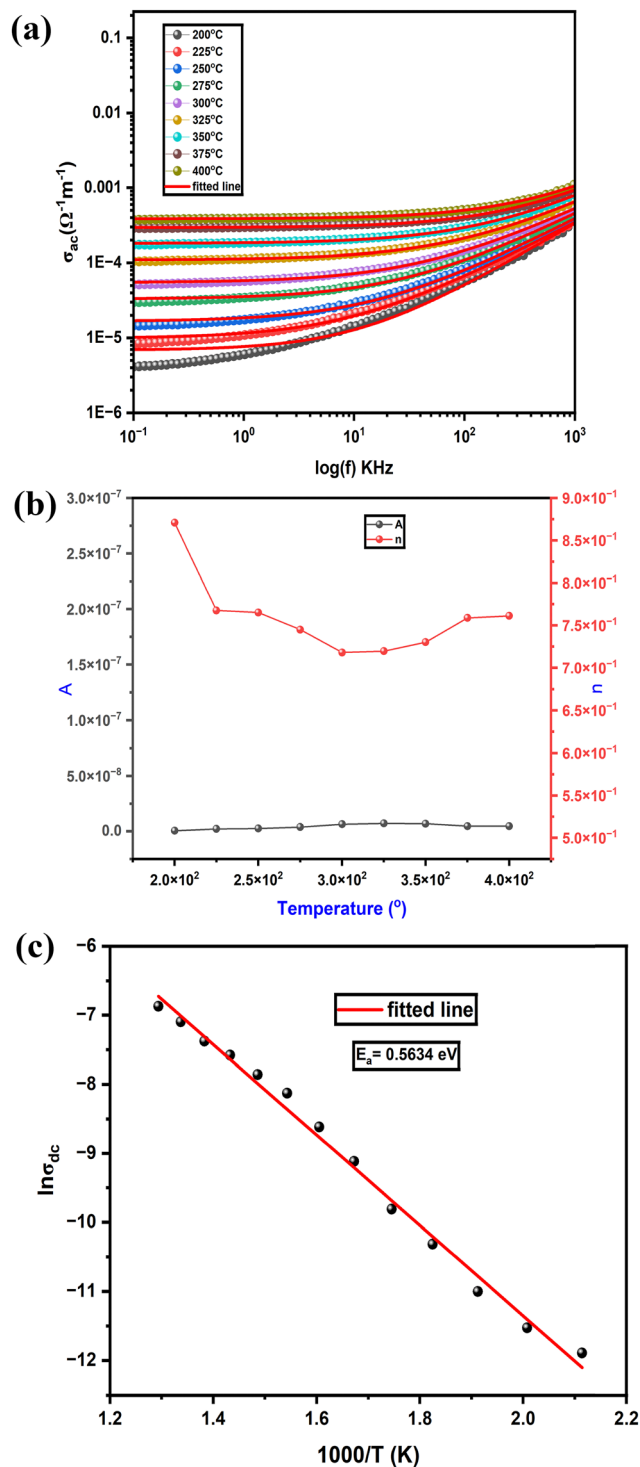 (a)
0.1
0.01
0.001
1E−4
1E−5
1E−6
σac(Ω⁻¹m⁻¹)
200°C
225°C
250°C
275°C
300°C
325°C
350°C
375°C
400°C
fitted line
10⁻¹ 10⁰ 10¹ 10² 10³
log(f) KHz
(b)
3.0×10⁻⁷
2.5×10⁻⁷
2.0×10⁻⁷
1.5×10⁻⁷
1.0×10⁻⁷
5.0×10⁻⁸
0.0
A
A
n
9.0×10⁻¹
8.5×10⁻¹
8.0×10⁻¹
7.5×10⁻¹
7.0×10⁻¹
6.5×10⁻¹
6.0×10⁻¹
5.5×10⁻¹
5.0×10⁻¹
n
2.0×10² 2.5×10² 3.0×10² 3.5×10² 4.0×10²
Temperature (°)
(c)
−6
−7
−8
−9
−10
−11
−12
lnσdc
fitted line
Ea= 0.5634 eV
1.2 1.4 1.6 1.8 2.0 2.2
1000/T (K)